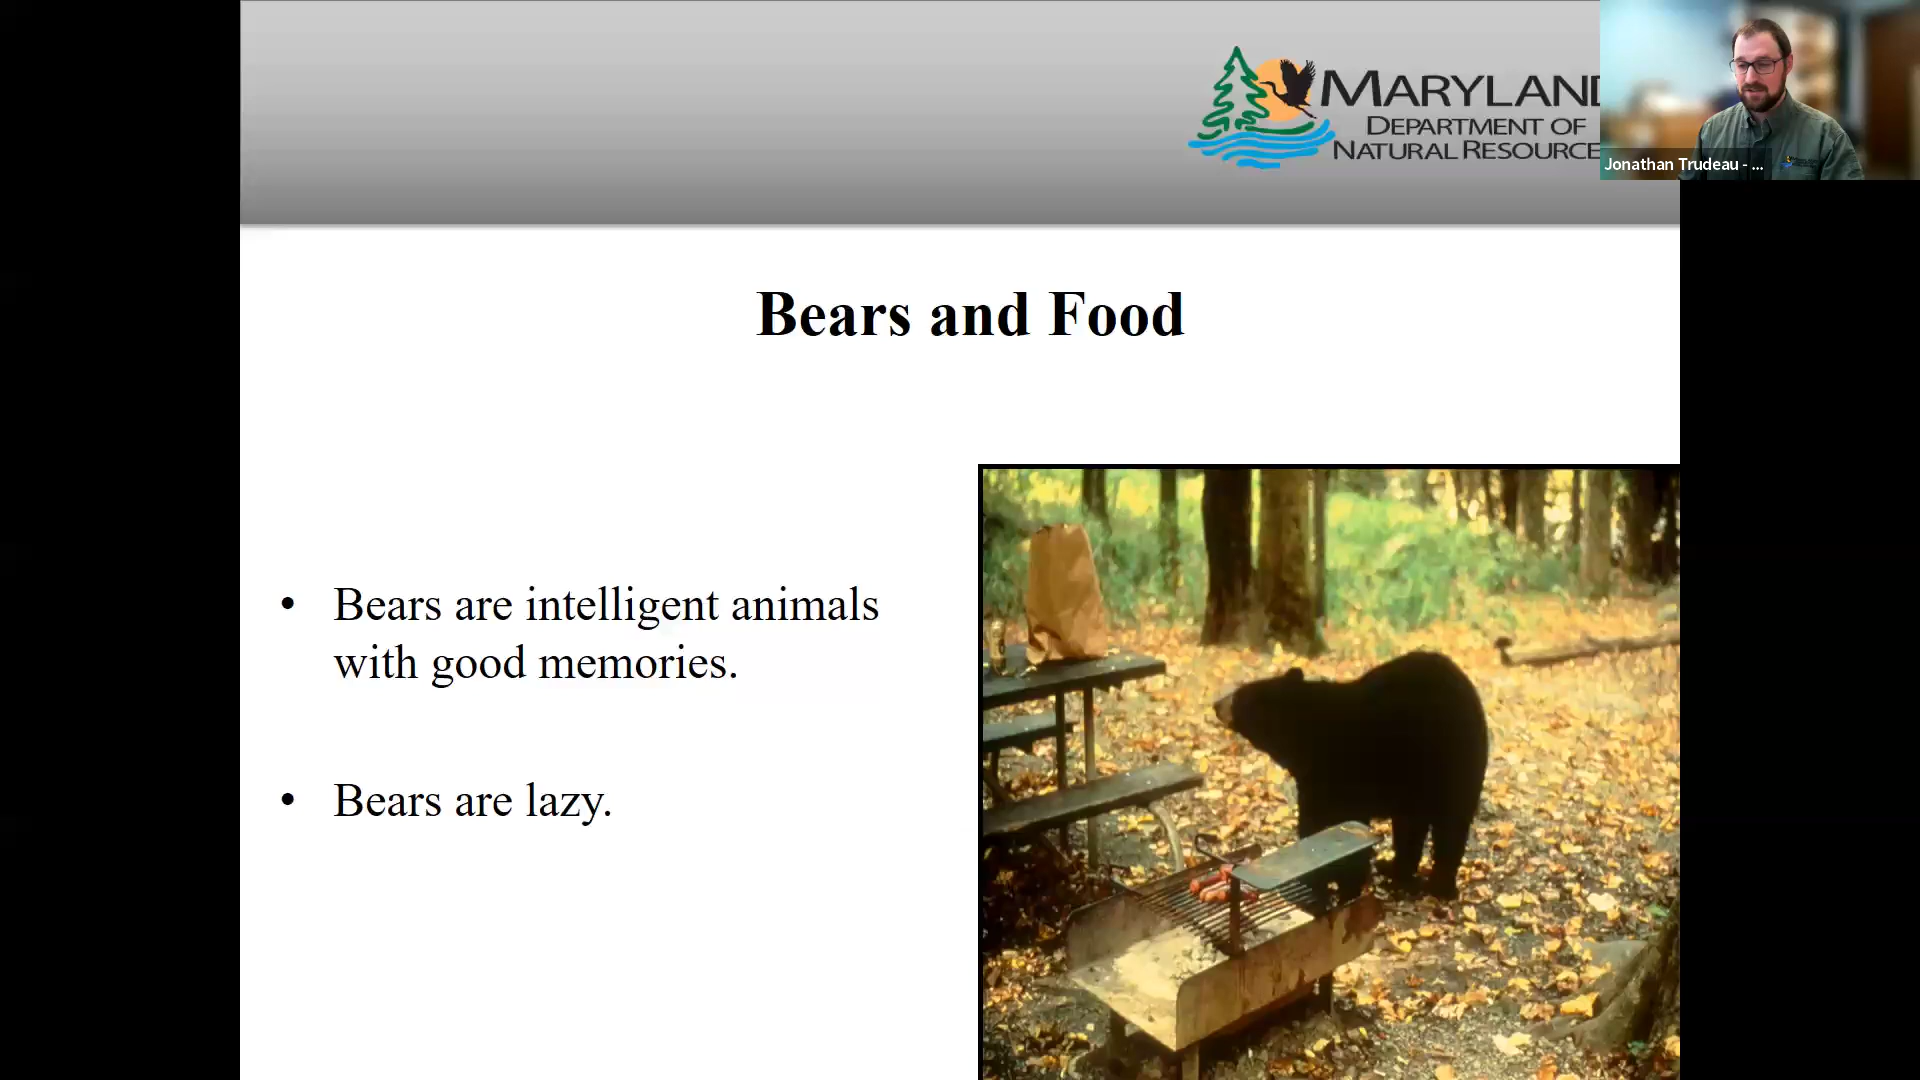 MARYLAND
DEPARTMENT OF
NATURAL RESOURCE
Jonathan Trudeau - ...
Bears and Food
• Bears are intelligent animals
with good memories.
• Bears are lazy.